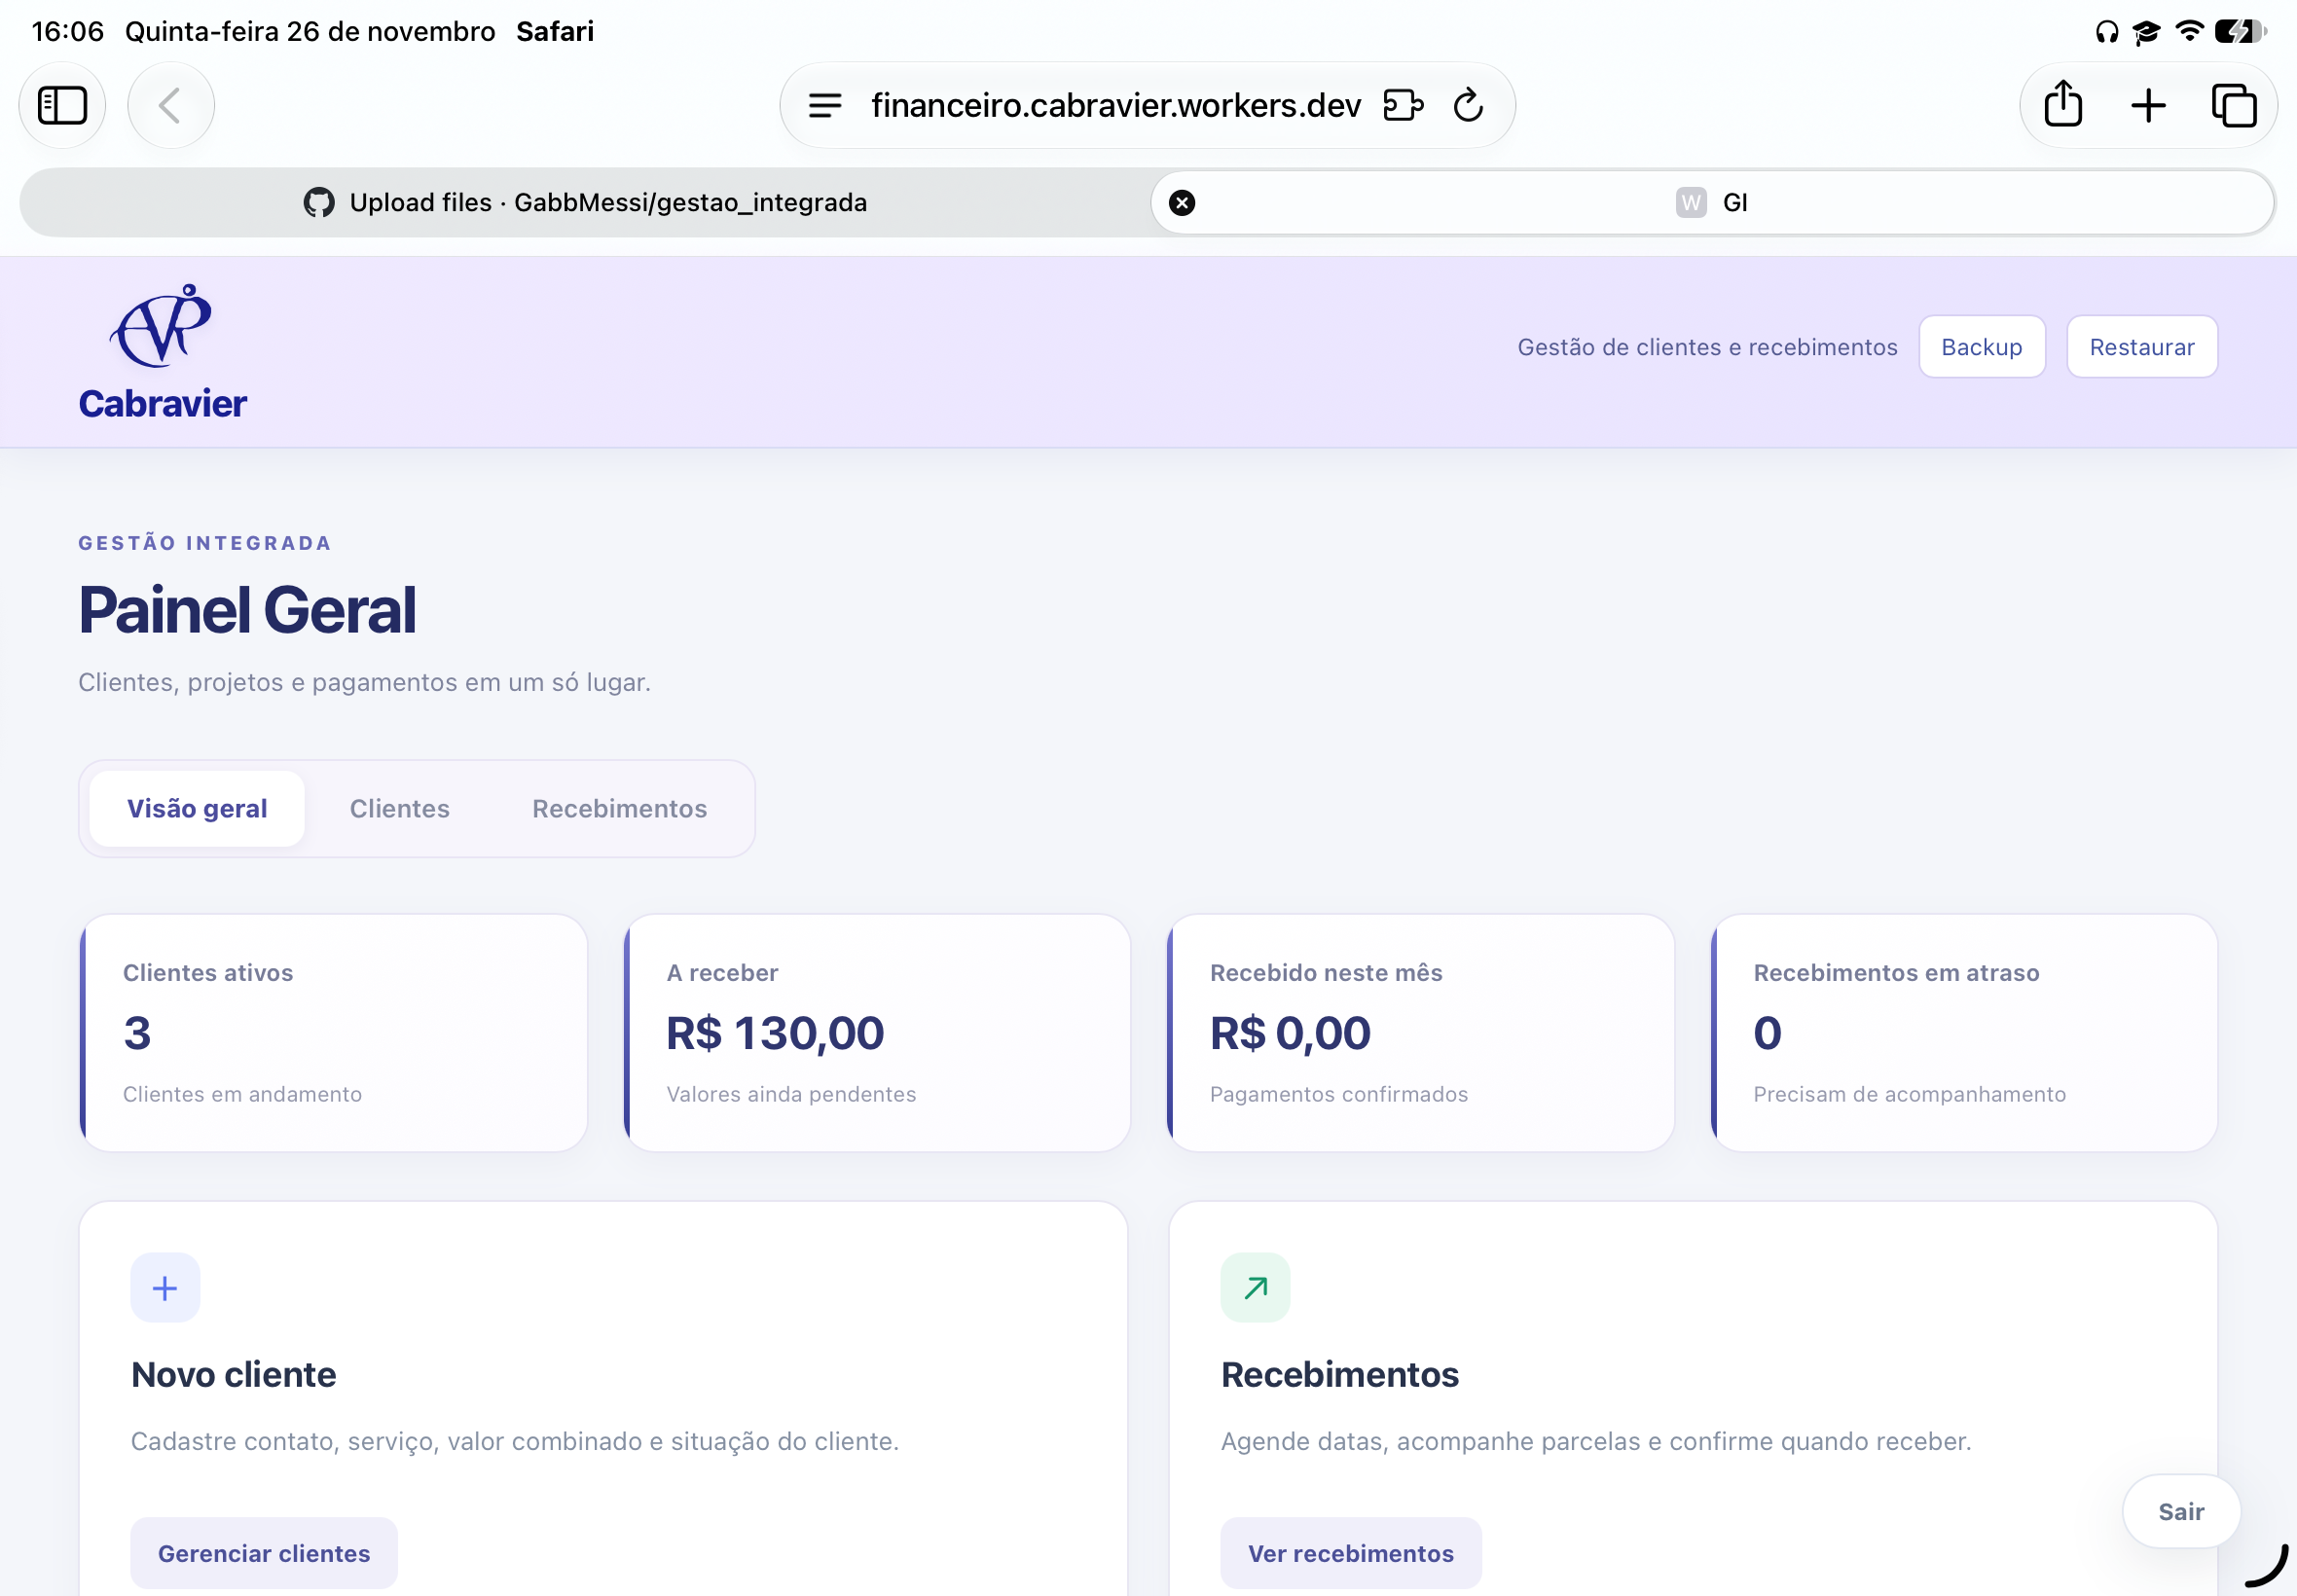 16:06 Quinta-feira 26 de novembro Safari
financeiro.cabravier.workers.dev
Upload files · GabbMessi/gestao_integrada
W GI
Cabravier
Gestão de clientes e recebimentos
Backup
Restaurar
GESTÃO INTEGRADA
Painel Geral
Clientes, projetos e pagamentos em um só lugar.
Visão geral
Clientes
Recebimentos
Clientes ativos
3
Clientes em andamento
A receber
R$ 130,00
Valores ainda pendentes
Recebido neste mês
R$ 0,00
Pagamentos confirmados
Recebimentos em atraso
0
Precisam de acompanhamento
Novo cliente
Cadastre contato, serviço, valor combinado e situação do cliente.
Gerenciar clientes
Recebimentos
Agende datas, acompanhe parcelas e confirme quando receber.
Ver recebimentos
Sair